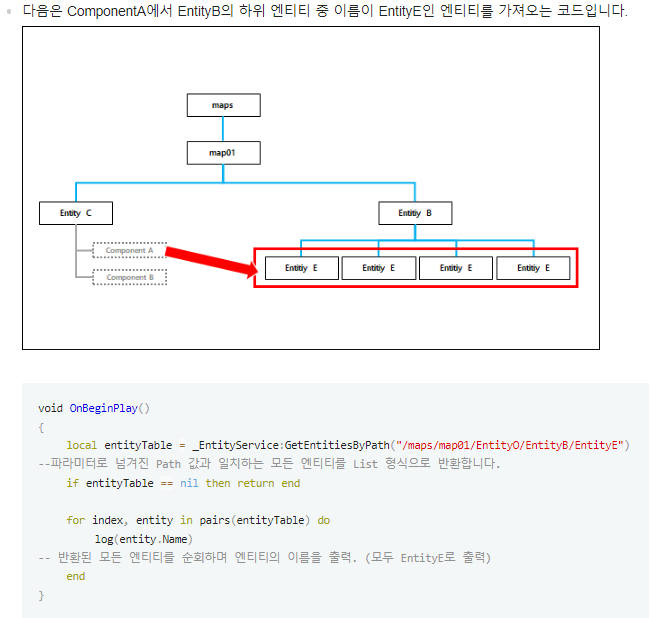 다음은 ComponentA에서 EntityB의 하위 엔티티 중 이름이 EntityE인 엔티티를 가져오는 코드입니다.
maps
map01
Entitiy C
Entitiy B
Component A
Component B
Entitiy E
Entitiy E
Entitiy E
Entitiy E
void OnBeginPlay()
{
local entityTable = _EntityService:GetEntitiesByPath("/maps/map01/EntityO/EntityB/EntityE")
--파라미터로 넘겨진 Path 값과 일치하는 모든 엔티티를 List 형식으로 반환합니다.
if entityTable == nil then return end
for index, entity in pairs(entityTable) do
log(entity.Name)
-- 반환된 모든 엔티티를 순회하며 엔티티의 이름을 출력. (모두 EntityE로 출력)
end
}